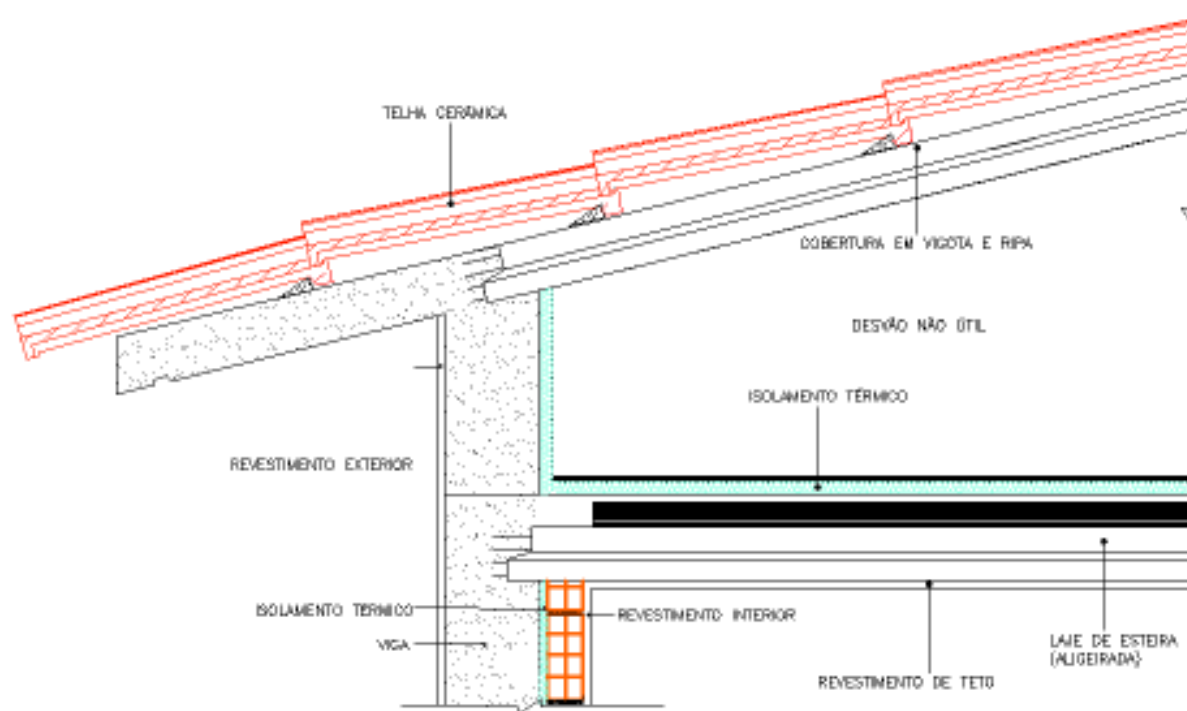 TELHA CERÂMICA
COBERTURA EM VIGOTA E RIPA
DESVÃO NÃO ÚTIL
ISOLAMENTO TÉRMICO
REVESTIMENTO EXTERIOR
ISOLAMENTO TÉRMICO
REVESTIMENTO INTERIOR
VIGA
LAJE DE ESTEIRA
(ALIGEIRADA)
REVESTIMENTO DE TETO